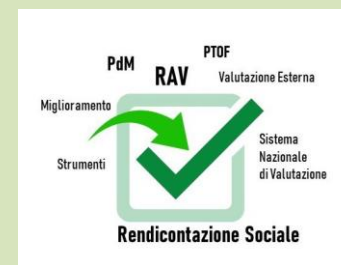 PTOF
PdM
RAV
Valutazione Esterna
Miglioramento
Strumenti
Sistema
Nazionale
di Valutazione
Rendicontazione Sociale